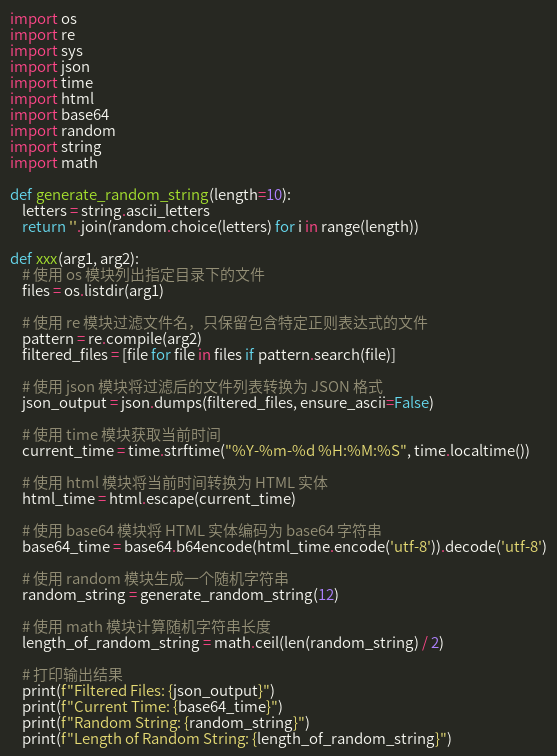 import os
import re
import sys
import json
import time
import html
import base64
import random
import string
import math

def generate_random_string(length=10):
    letters = string.ascii_letters
    return ''.join(random.choice(letters) for i in range(length))

def xxx(arg1, arg2):
    # 使用 os 模块列出指定目录下的文件
    files = os.listdir(arg1)

    # 使用 re 模块过滤文件名，只保留包含特定正则表达式的文件
    pattern = re.compile(arg2)
    filtered_files = [file for file in files if pattern.search(file)]

    # 使用 json 模块将过滤后的文件列表转换为 JSON 格式
    json_output = json.dumps(filtered_files, ensure_ascii=False)

    # 使用 time 模块获取当前时间
    current_time = time.strftime("%Y-%m-%d %H:%M:%S", time.localtime())

    # 使用 html 模块将当前时间转换为 HTML 实体
    html_time = html.escape(current_time)

    # 使用 base64 模块将 HTML 实体编码为 base64 字符串
    base64_time = base64.b64encode(html_time.encode('utf-8')).decode('utf-8')

    # 使用 random 模块生成一个随机字符串
    random_string = generate_random_string(12)

    # 使用 math 模块计算随机字符串长度
    length_of_random_string = math.ceil(len(random_string) / 2)

    # 打印输出结果
    print(f"Filtered Files: {json_output}")
    print(f"Current Time: {base64_time}")
    print(f"Random String: {random_string}")
    print(f"Length of Random String: {length_of_random_string}")